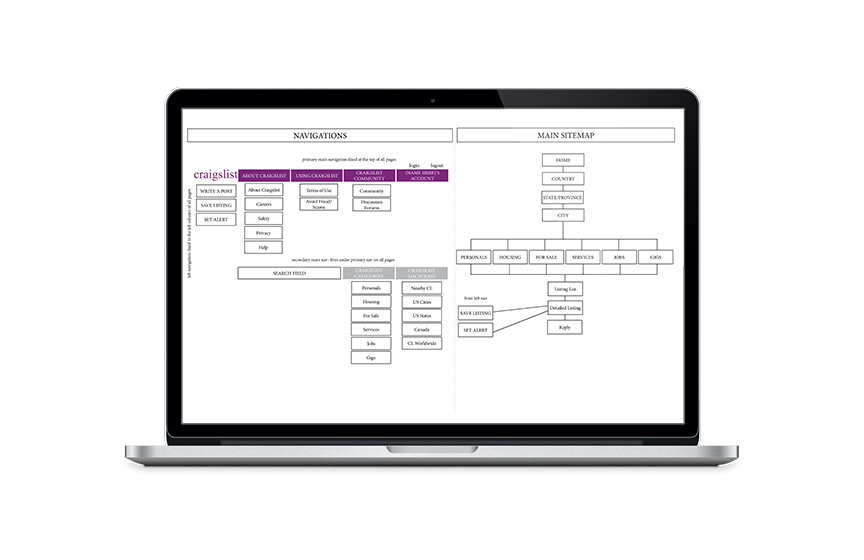 NAVIGATIONS
primary main navigation-fixed at the top of all pages
login
logout
craigslist
ABOUT CRAIGSLIST
USING CRAIGSLIST
CRAIGSLIST
COMMUNITY
(NAME HERE)'S
ACCOUNT
left navigation-fixed in the left column of all pages
WRITE A POST
SAVE LISTING
SET ALERT
About Craigslist
Careers
Safety
Privacy
Help
Terms of Use
Avoid Fraud/
Scams
Community
Discussion
Forums
secondary main nav- lives under primary nav on all pages
SEARCH FIELD
CRAIGSLIST
CATEGORIES
CRAIGSLIST
LOCATIONS
Personals
Housing
For Sale
Services
Jobs
Gigs
Nearby CL
US Cities
US States
Canada
CL Worldwide
MAIN SITEMAP
HOME
COUNTRY
STATE/PROVINCE
CITY
PERSONALS
HOUSING
FOR SALE
SERVICES
JOBS
GIGS
Listing List
from left nav
SAVE LISTING
SET ALERT
Detailed Listing
Reply